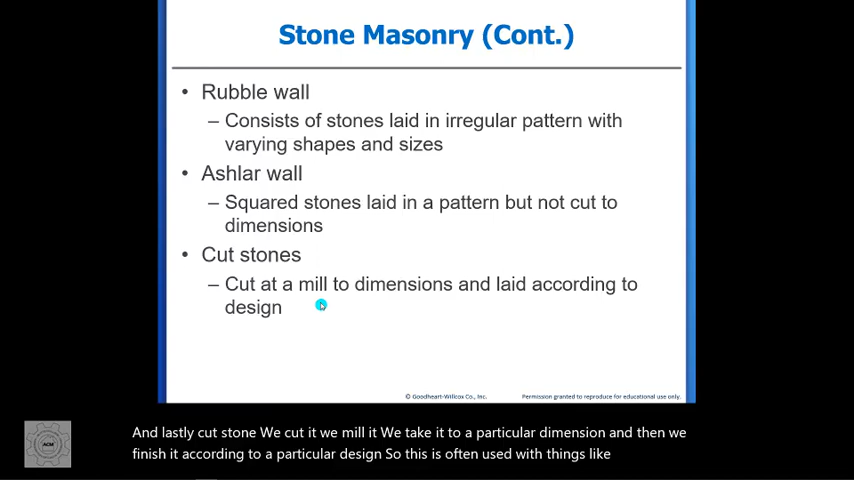 Stone Masonry (Cont.)
• Rubble wall
– Consists of stones laid in irregular pattern with
varying shapes and sizes
• Ashlar wall
– Squared stones laid in a pattern but not cut to
dimensions
• Cut stones
– Cut at a mill to dimensions and laid according to
design
© Goodheart-Willcox Co., Inc. Permission granted to reproduce for educational use only.
ACM
And lastly cut stone We cut it we mill it We take it to a particular dimension and then we
finish it according to a particular design So this is often used with things like